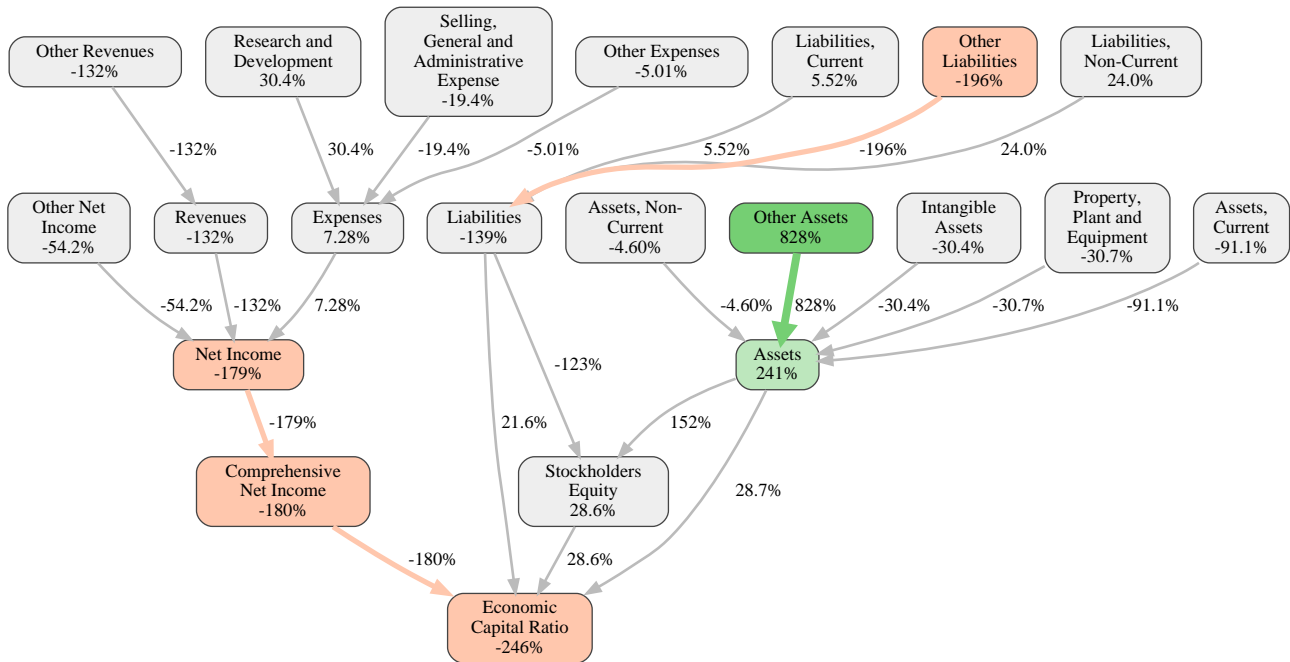 Other Revenues
-132%
Research and
Development
30.4%
Selling,
General and
Administrative
Expense
-19.4%
Other Expenses
-5.01%
Liabilities,
Current
5.52%
Other
Liabilities
-196%
Liabilities,
Non-Current
24.0%
-132%
30.4%
-19.4%
-5.01%
5.52%
-196%
24.0%
Other Net
Income
-54.2%
Revenues
-132%
Expenses
7.28%
Liabilities
-139%
Assets, Non-
Current
-4.60%
Other Assets
828%
Intangible
Assets
-30.4%
Property,
Plant and
Equipment
-30.7%
Assets,
Current
-91.1%
-54.2%
-132%
7.28%
-4.60%
828%
-30.4%
-30.7%
-91.1%
Net Income
-179%
-123%
Assets
241%
-179%
21.6%
152%
28.7%
Comprehensive
Net Income
-180%
Stockholders
Equity
28.6%
-180%
28.6%
Economic
Capital Ratio
-246%